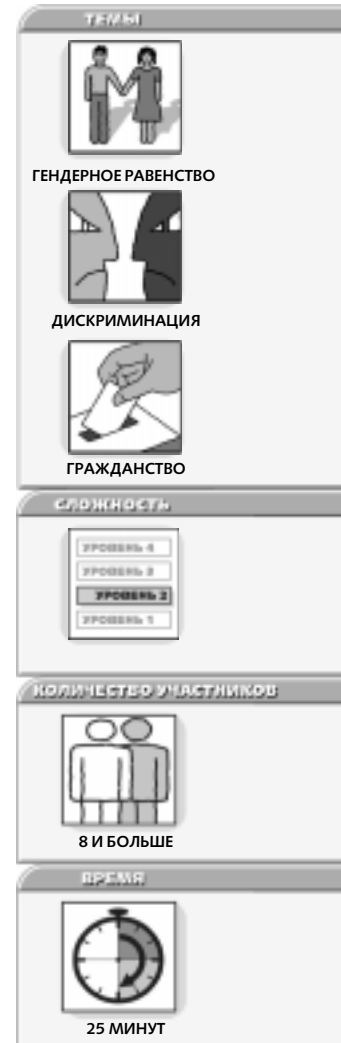 ТЕМЫ
ГЕНДЕРНОЕ РАВЕНСТВО
ДИСКРИМИНАЦИЯ
ГРАЖДАНСТВО
СЛОЖНОСТЬ
УРОВЕНЬ 4
УРОВЕНЬ 3
УРОВЕНЬ 2
УРОВЕНЬ 1
КОЛИЧЕСТВО УЧАСТНИКОВ
8 И БОЛЬШЕ
ВРЕМЯ
25 МИНУТ